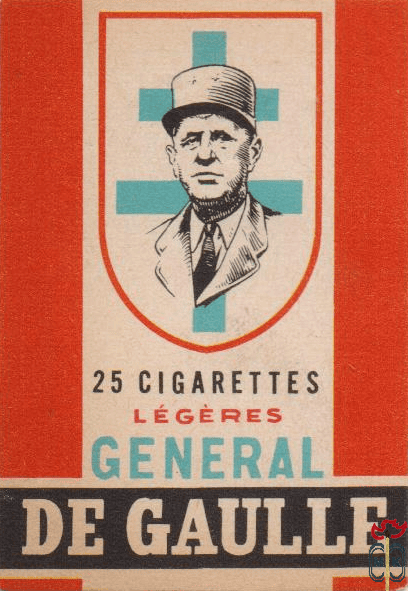 25 CIGARETTES
LÉGÈRES
GENERAL
DE GAULLE